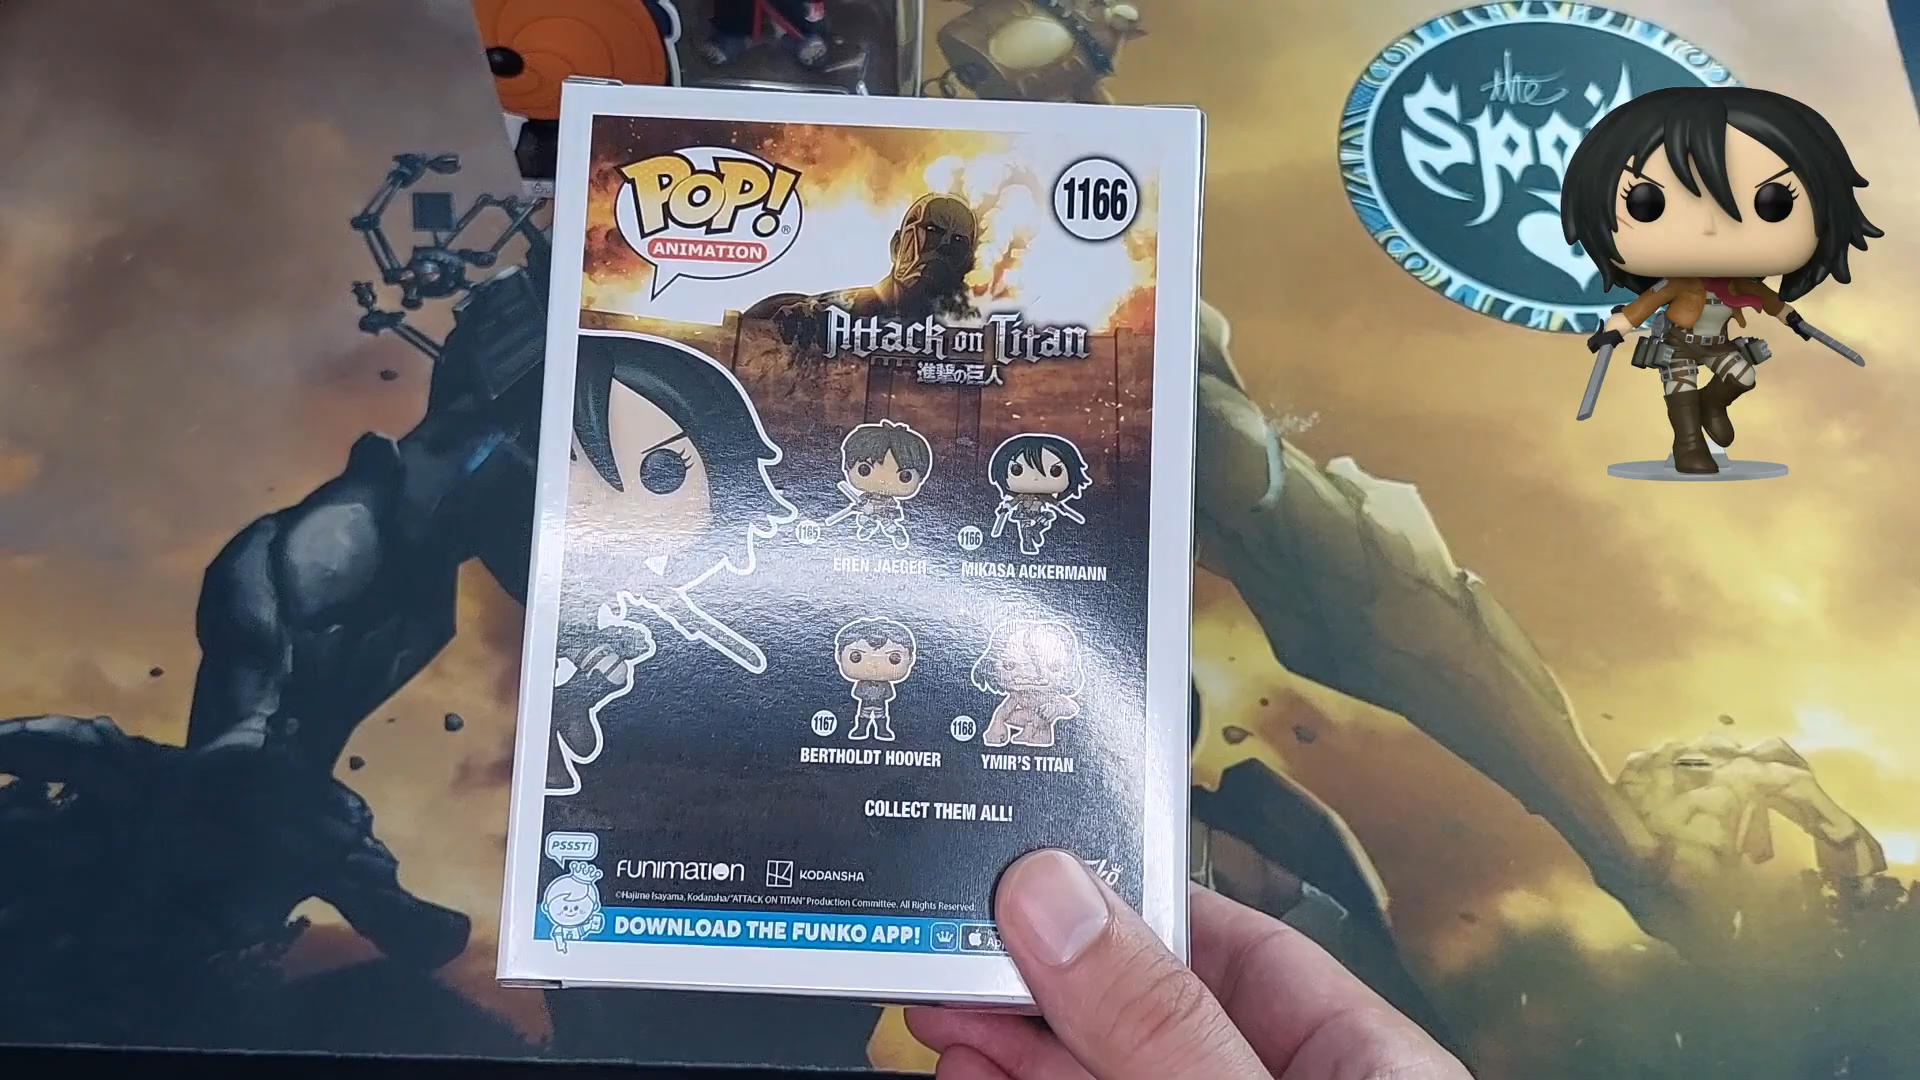 the
POP!®
ANIMATION
1166
Attack on Titan
進撃の巨人
1165
EREN JAEGER
1166
MIKASA ACKERMANN
1167
BERTHOLDT HOOVER
1168
YMIR'S TITAN
COLLECT THEM ALL!
PSSST!
FUNIMATION
KODANSHA
©Hajime Isayama, Kodansha/"ATTACK ON TITAN" Production Committee. All Rights Reserved.
DOWNLOAD THE FUNKO APP!